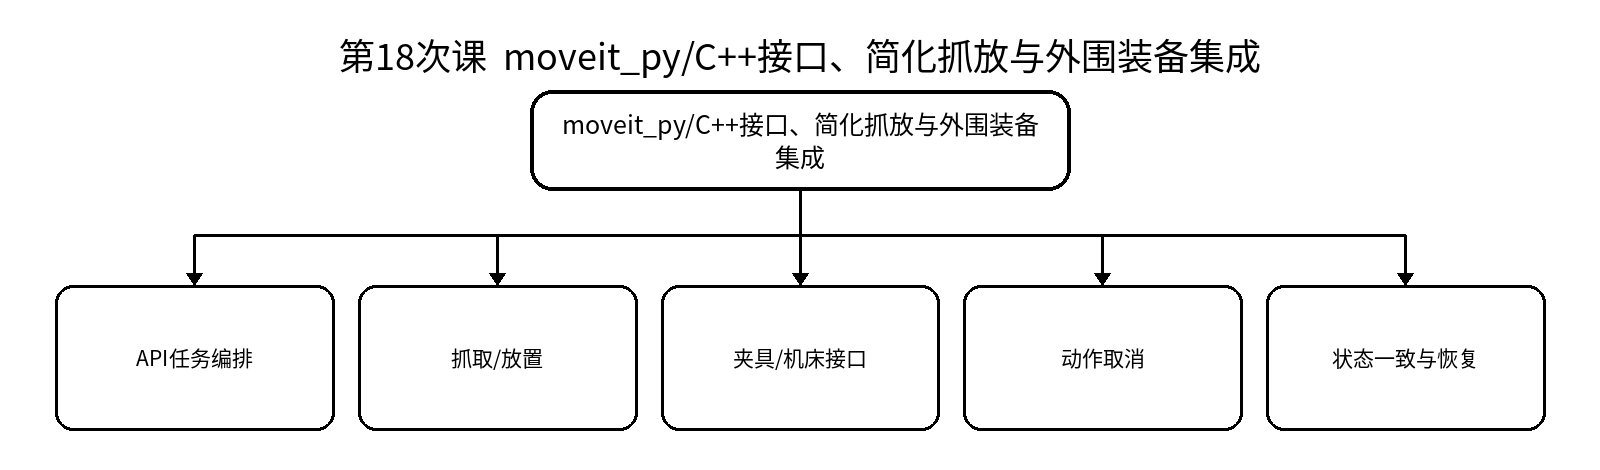 第18次课 moveit_py/C++接口、简化抓放与外围装备集成
moveit_py/C++接口、简化抓放与外围装备
集成
API任务编排
抓取/放置
夹具/机床接口
动作取消
状态一致与恢复